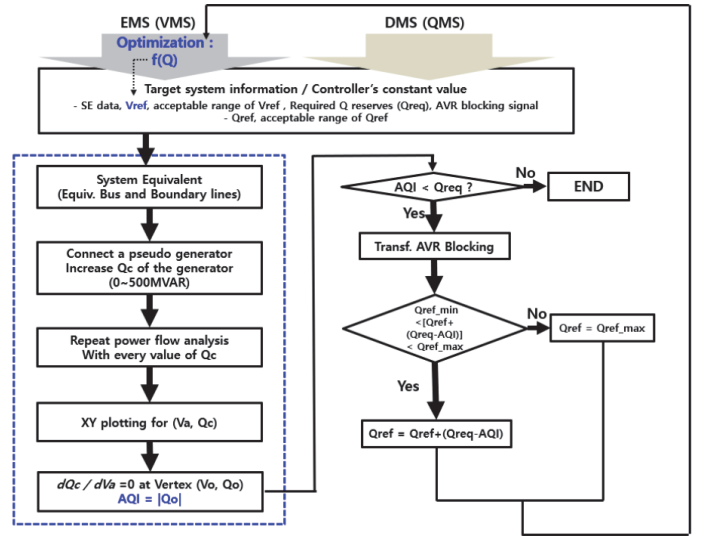 EMS (VMS)
DMS (QMS)
Optimization :
f(Q)
Target system information / Controller's constant value
- SE data, Vref, acceptable range of Vref , Required Q reserves (Qreq), AVR blocking signal
- Qref, acceptable range of Qref
System Equivalent
(Equiv. Bus and Boundary lines)
Connect a pseudo generator
Increase Qc of the generator
(0~500MVAR)
Repeat power flow analysis
With every value of Qc
XY plotting for (Va, Qc)
dQc / dVa =0 at Vertex (Vo, Qo)
AQI = |Qo|
AQI < Qreq ?
No
END
Yes
Transf. AVR Blocking
Qref_min
<[Qref+
(Qreq-AQI)]
< Qref_max
No
Qref = Qref_max
Yes
Qref = Qref+(Qreq-AQI)